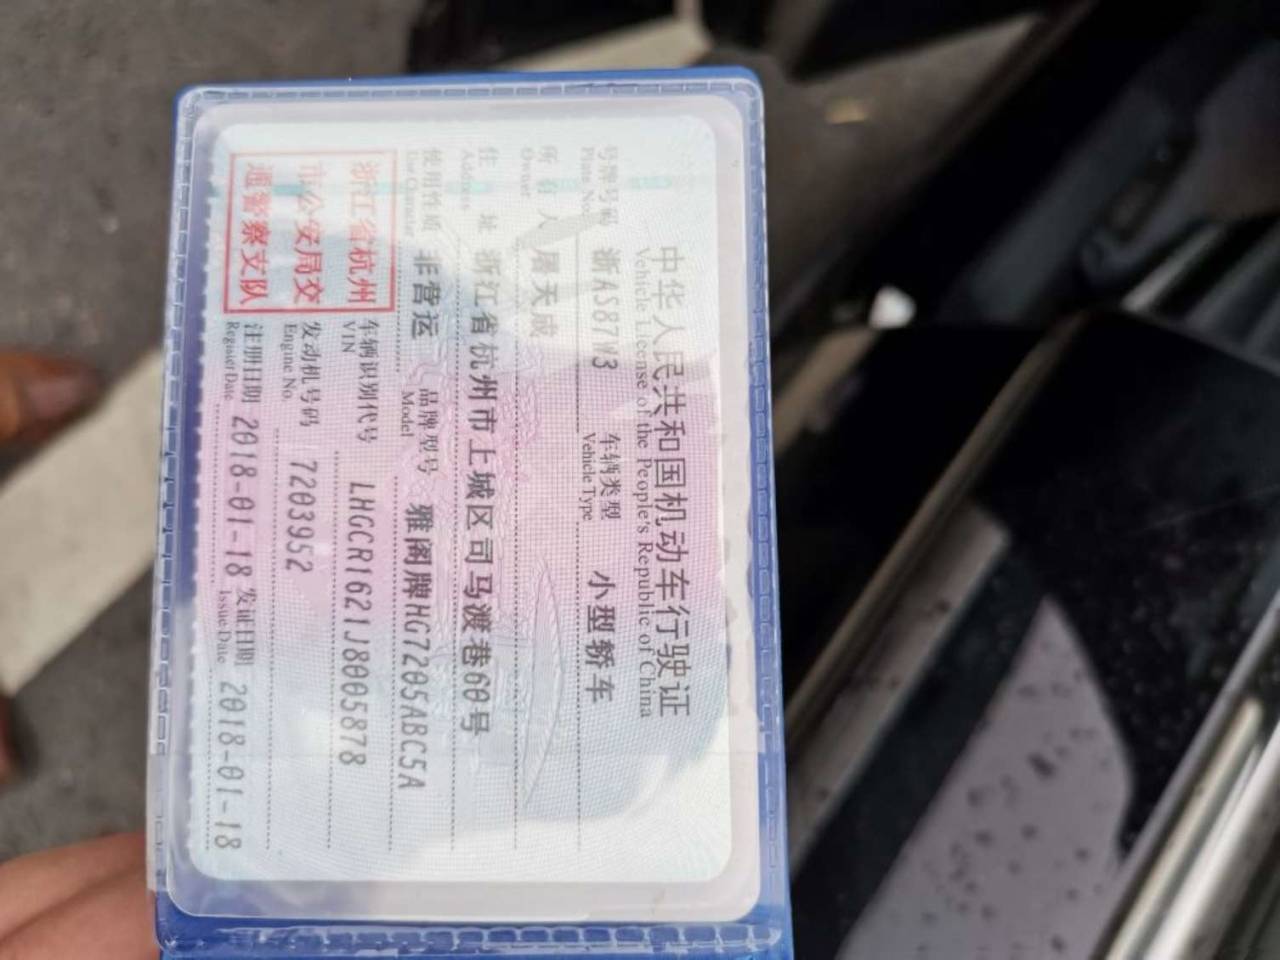 中华人民共和国机动车行驶证
Vehicle License of the People's Republic of China
号牌号码 浙AS87W3 车辆类型 小型轿车
Plate No. Vehicle Type
所有人 屠天成
Owner
住址 浙江省杭州市上城区司马渡巷60号
Address
使用性质 非营运 品牌型号 雅阁牌HG7205ABC5A
Use Character Model
浙江省杭州
市公安局交
通警察支队
车辆识别代号 LHGCR1621J8005878
VIN
发动机号码 7203952
Engine No.
注册日期 2018-01-18 发证日期 2018-01-18
Register Date Issue Date